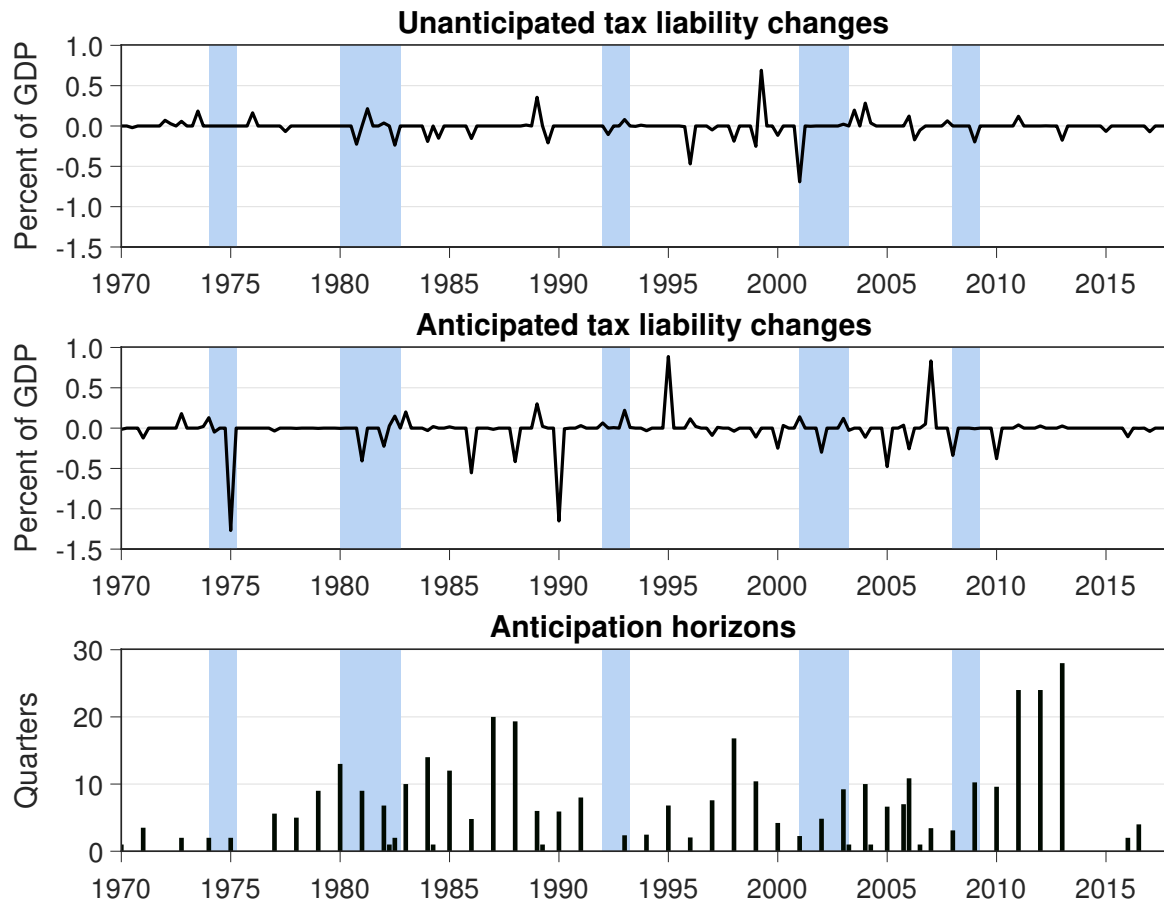 Unanticipated tax liability changes
Percent of GDP
1.0
0.5
0.0
-0.5
-1.0
-1.5
1970 1975 1980 1985 1990 1995 2000 2005 2010 2015
Anticipated tax liability changes
Percent of GDP
1.0
0.5
0.0
-0.5
-1.0
-1.5
1970 1975 1980 1985 1990 1995 2000 2005 2010 2015
Anticipation horizons
Quarters
30
20
10
0
1970 1975 1980 1985 1990 1995 2000 2005 2010 2015